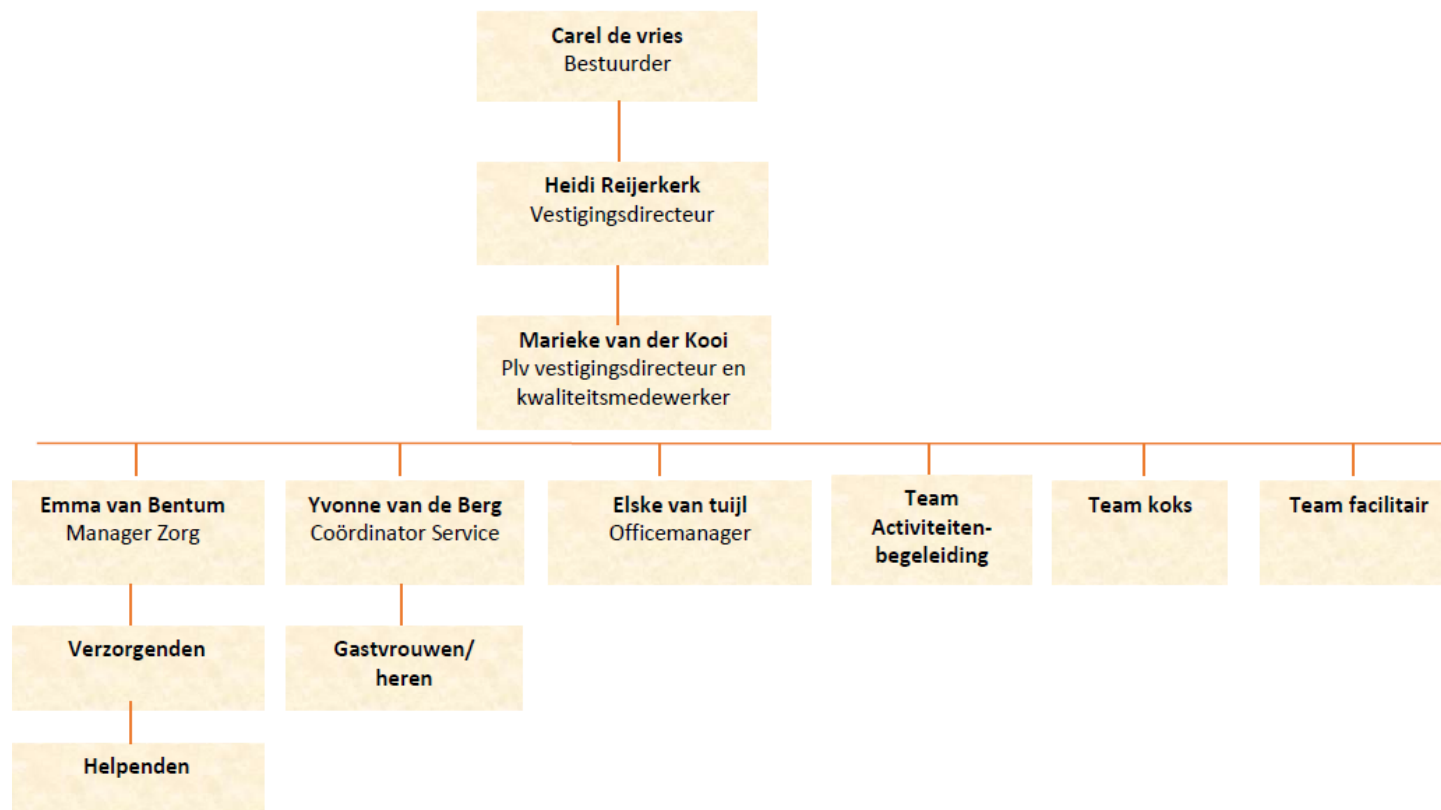 Carel de vries
Bestuurder
Heidi Reijerkerk
Vestigingsdirecteur
Marieke van der Kooi
Plv vestigingsdirecteur en
kwaliteitsmedewerker
Emma van Bentum
Manager Zorg
Yvonne van de Berg
Coördinator Service
Elske van tuijl
Officemanager
Team
Activiteiten-
begeleiding
Team koks
Team facilitair
Verzorgenden
Gastvrouwen/
heren
Helpenden